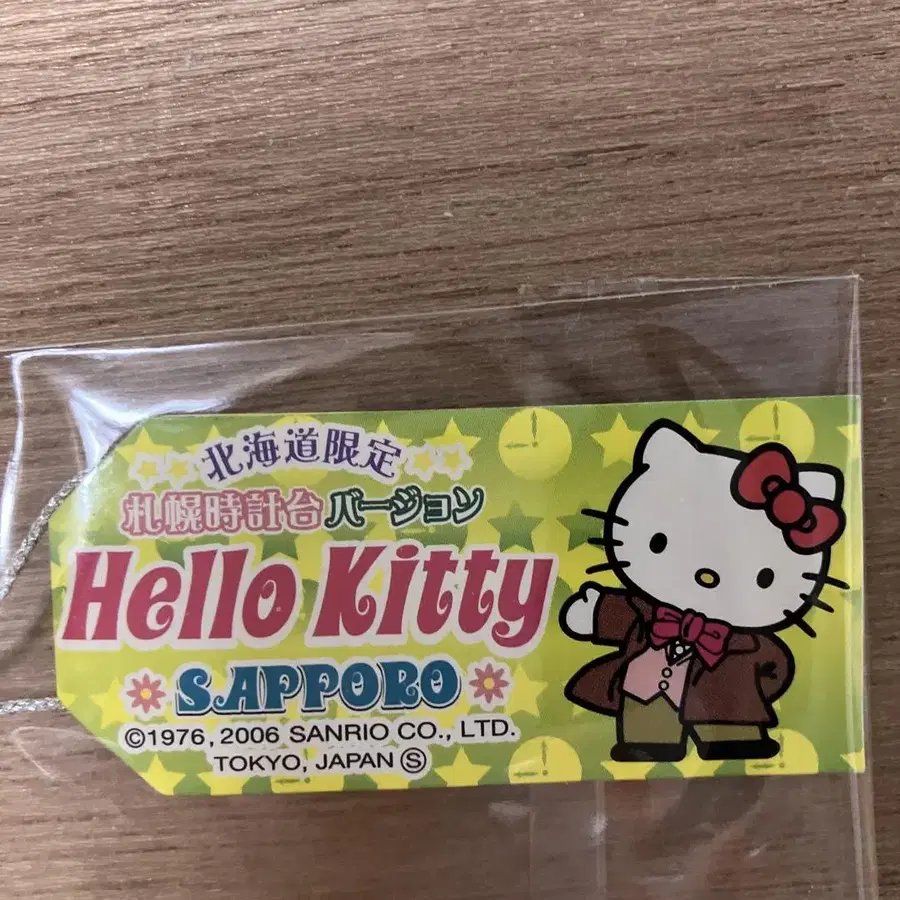 北海道限定
札幌時計台バージョン
Hello Kitty
SAPPORO
©1976, 2006 SANRIO CO., LTD.
TOKYO, JAPAN Ⓢ